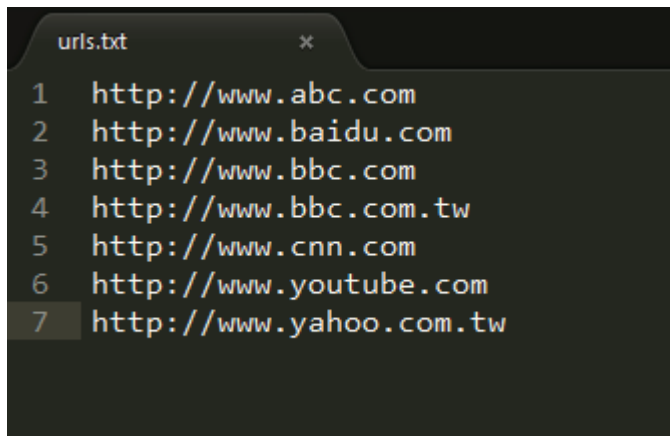 urls.txt ×
1 http://www.abc.com
2 http://www.baidu.com
3 http://www.bbc.com
4 http://www.bbc.com.tw
5 http://www.cnn.com
6 http://www.youtube.com
7 http://www.yahoo.com.tw